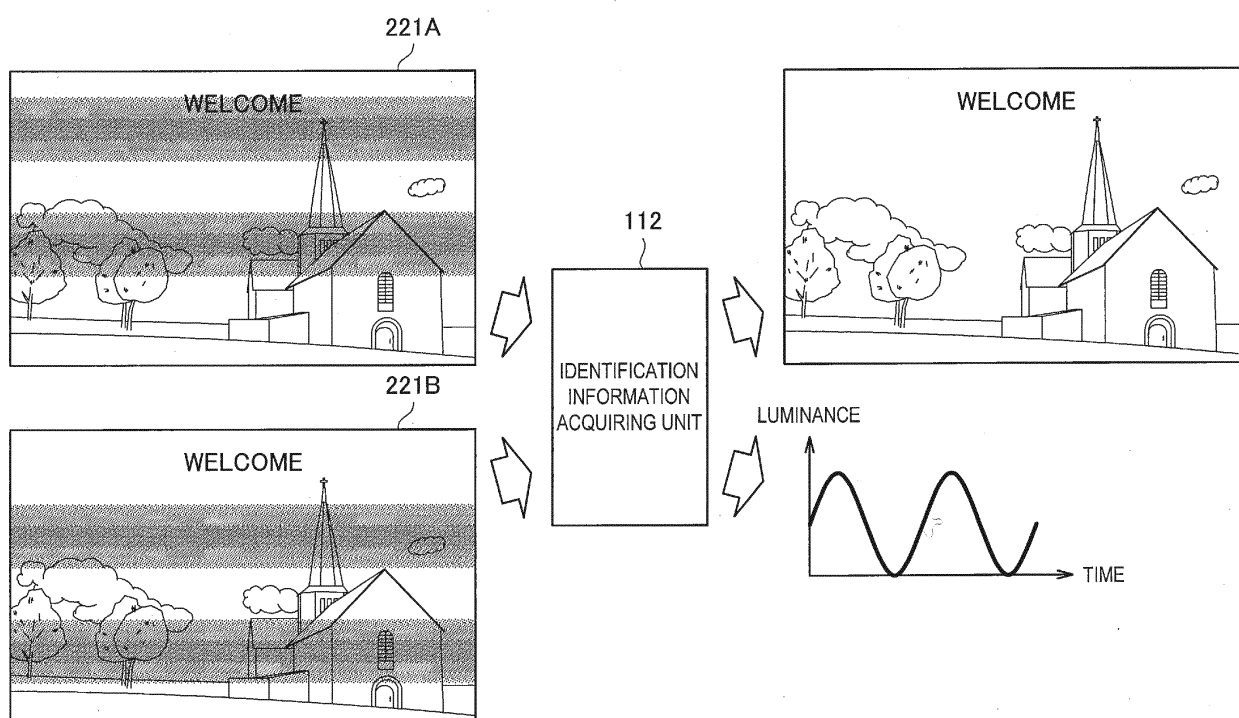 221A
WELCOME
WELCOME
112
IDENTIFICATION
INFORMATION
ACQUIRING UNIT
221B
WELCOME
LUMINANCE
TIME